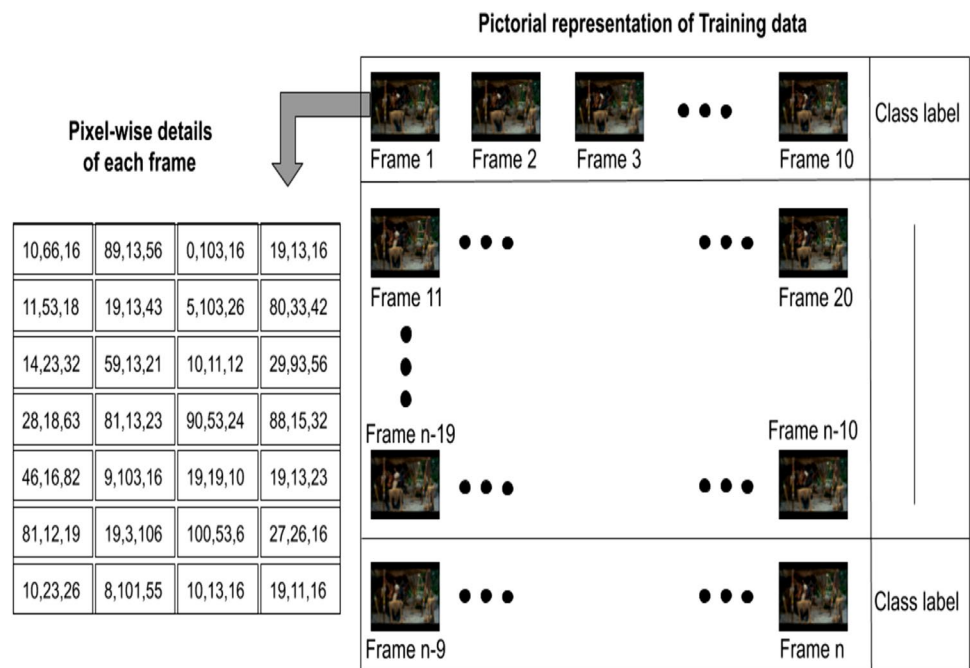 Pictorial representation of Training data
Pixel-wise details
of each frame
Frame 1 Frame 2 Frame 3 Frame 10 Class label
Frame 11 Frame 20
Frame n-19 Frame n-10
Frame n-9 Frame n Class label
10,66,16 89,13,56 0,103,16 19,13,16
11,53,18 19,13,43 5,103,26 80,33,42
14,23,32 59,13,21 10,11,12 29,93,56
28,18,63 81,13,23 90,53,24 88,15,32
46,16,82 9,103,16 19,19,10 19,13,23
81,12,19 19,3,106 100,53,6 27,26,16
10,23,26 8,101,55 10,13,16 19,11,16